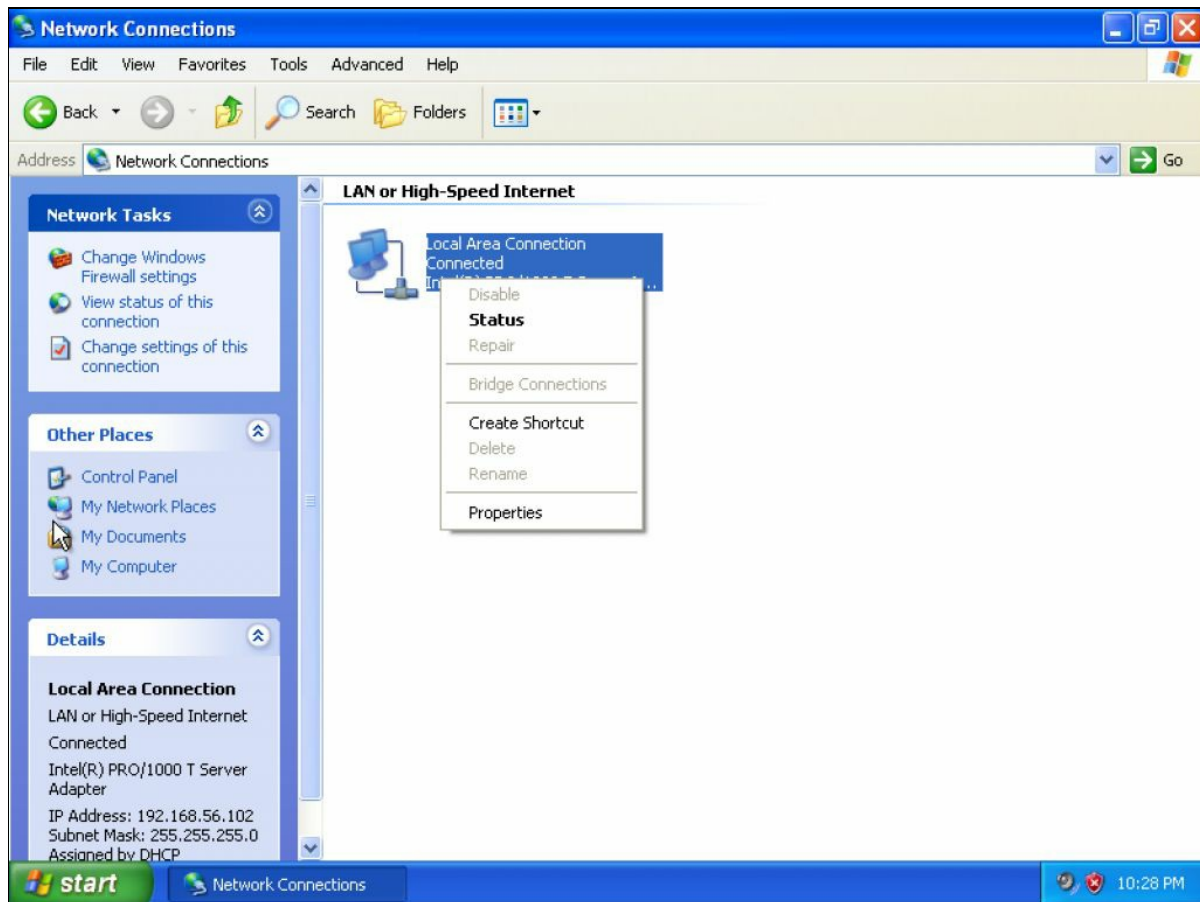 Network Connections
File Edit View Favorites Tools Advanced Help
Back Search Folders
Address Network Connections Go
Network Tasks
Change Windows
Firewall settings
View status of this
connection
Change settings of this
connection
Other Places
Control Panel
My Network Places
My Documents
My Computer
Details
Local Area Connection
LAN or High-Speed Internet
Connected
Intel(R) PRO/1000 T Server
Adapter
IP Address: 192.168.56.102
Subnet Mask: 255.255.255.0
Assigned by DHCP
LAN or High-Speed Internet
Local Area Connection
Connected
Disable
Status
Repair
Bridge Connections
Create Shortcut
Delete
Rename
Properties
start Network Connections 10:28 PM